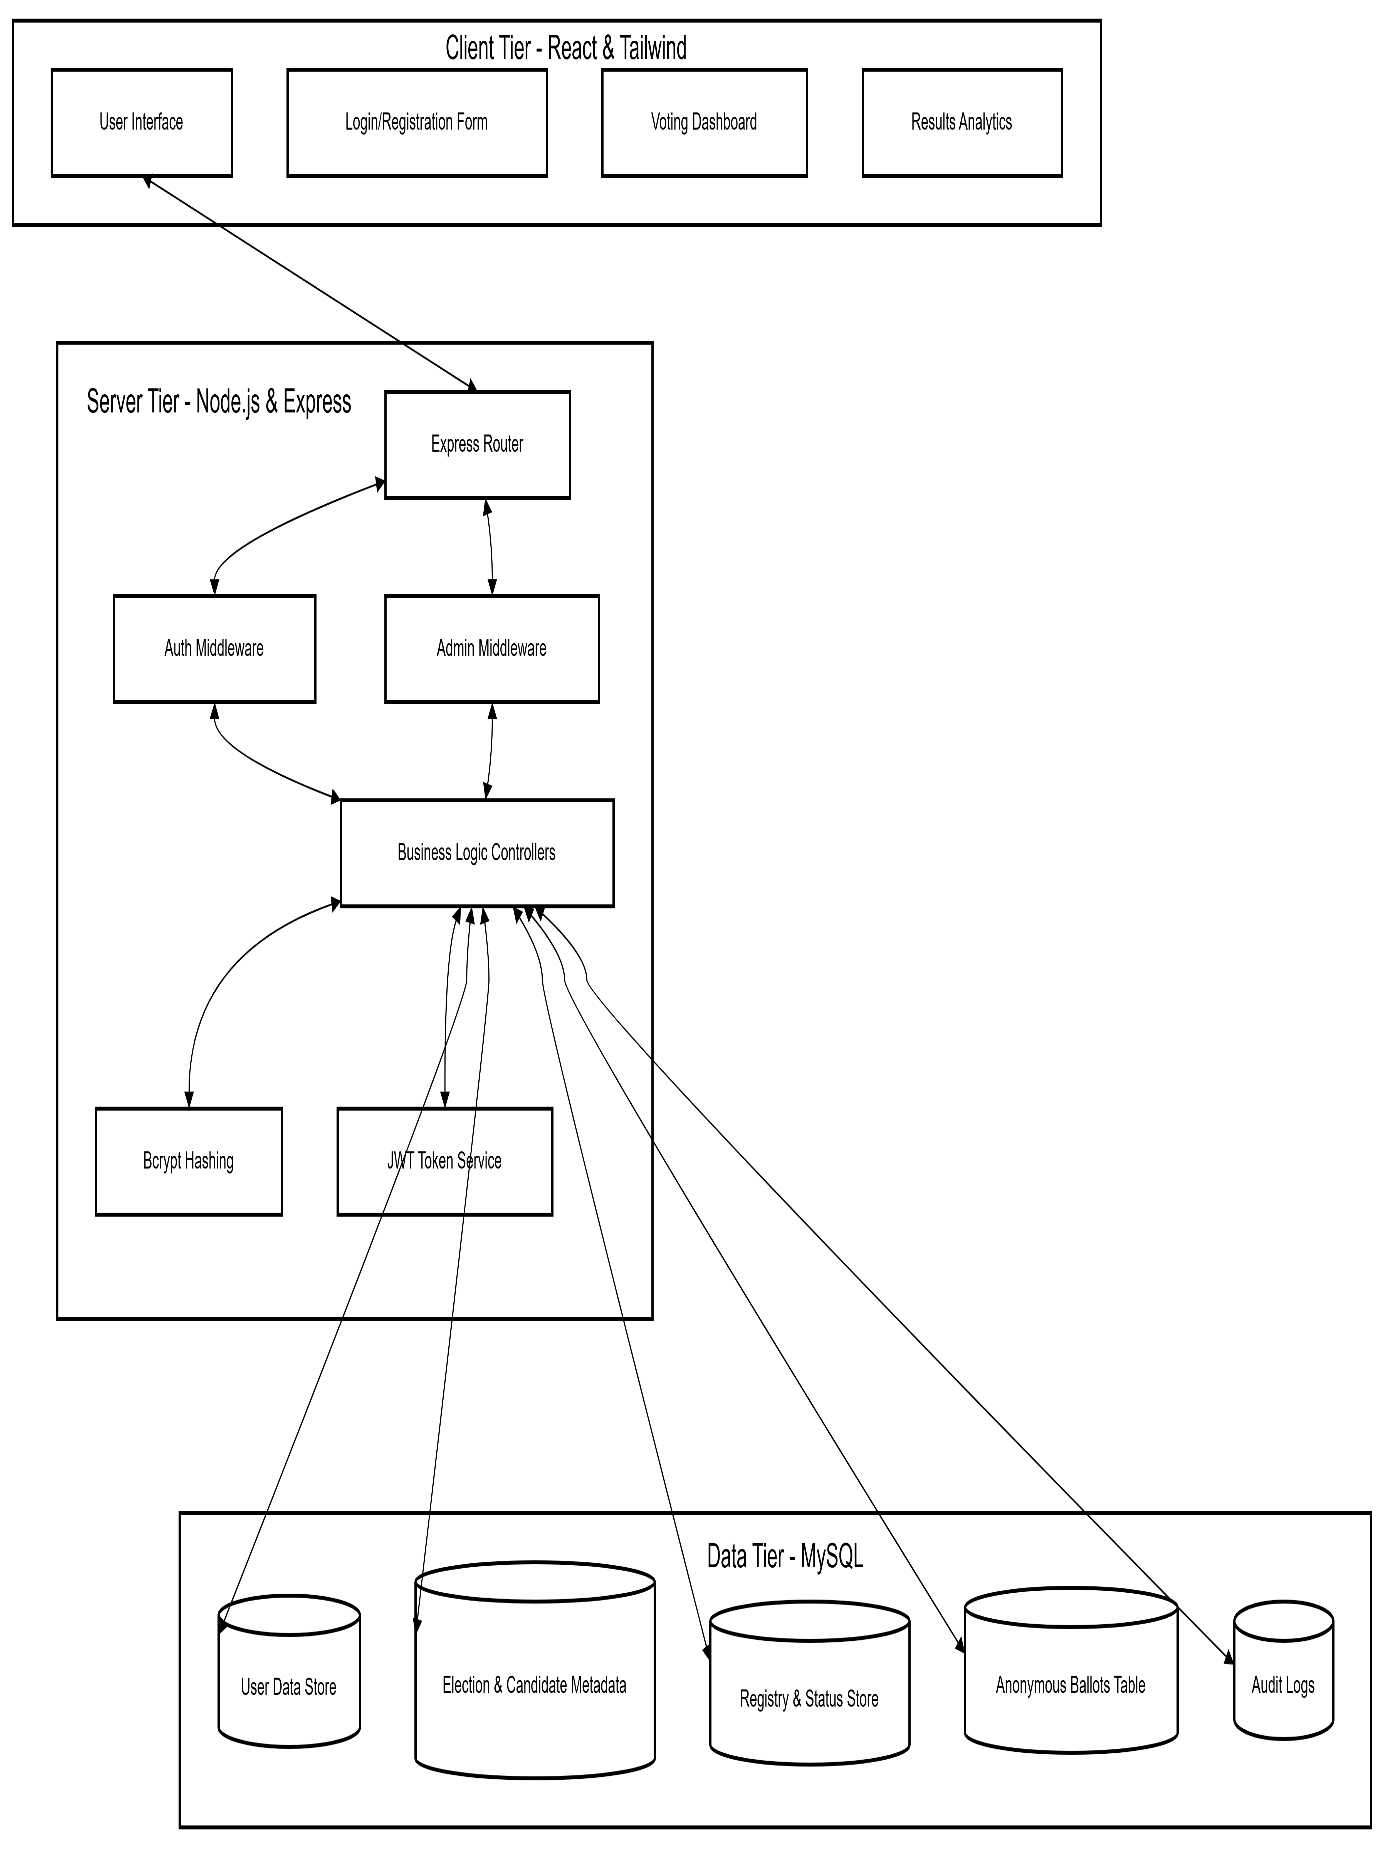 Client Tier - React & Tailwind
User Interface
Login/Registration Form
Voting Dashboard
Results Analytics
Server Tier - Node.js & Express
Express Router
Auth Middleware
Admin Middleware
Business Logic Controllers
Bcrypt Hashing
JWT Token Service
Data Tier - MySQL
User Data Store
Election & Candidate Metadata
Registry & Status Store
Anonymous Ballots Table
Audit Logs